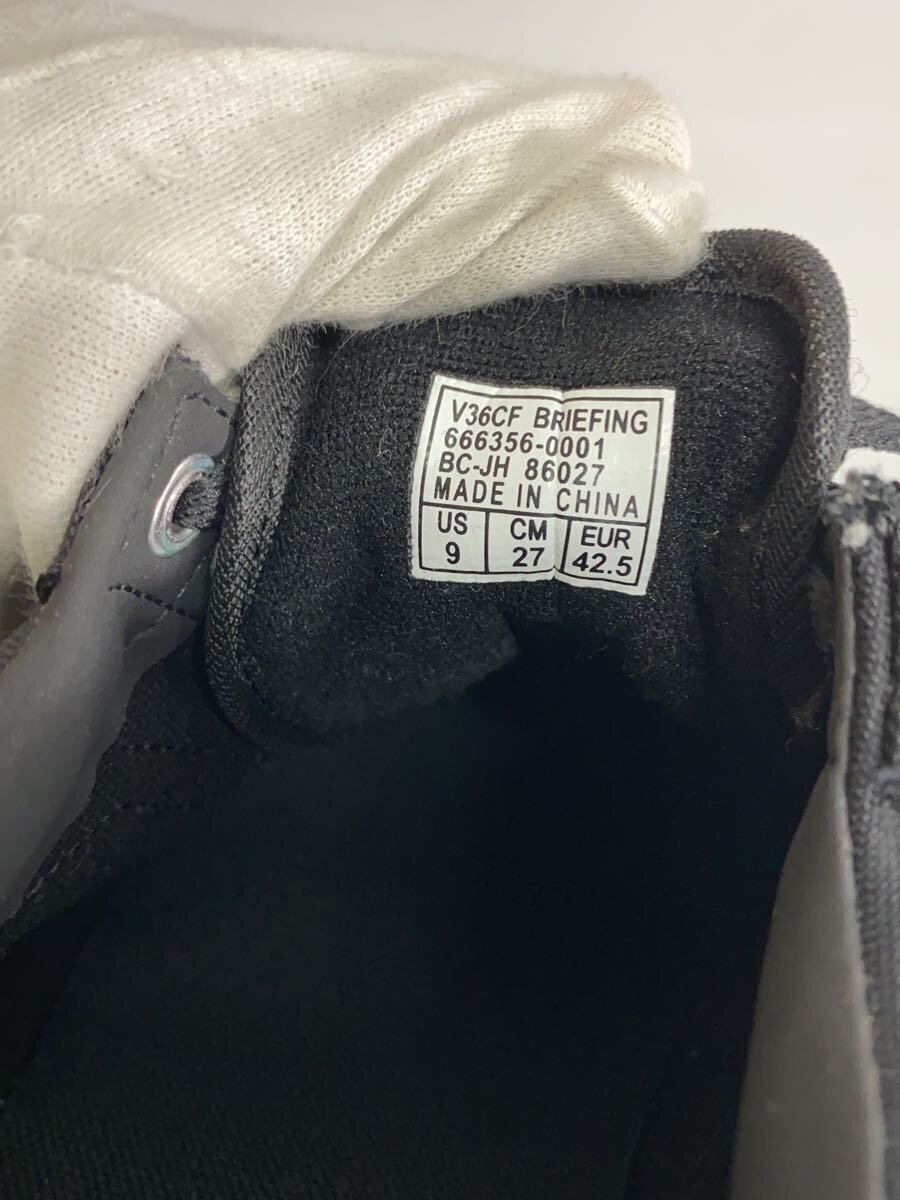 V36CF BRIEFING
666356-0001
BC-JH 86027
MADE IN CHINA
US CM EUR
9 27 42.5